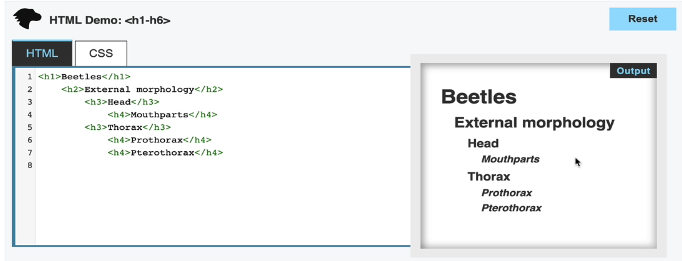 HTML Demo: <h1-h6>
Reset
HTML
CSS
1 <h1>Beetles</h1>
2 <h2>External morphology</h2>
3 <h3>Head</h3>
4 <h4>Mouthparts</h4>
5 <h3>Thorax</h3>
6 <h4>Prothorax</h4>
7 <h4>Pterothorax</h4>
8
Output
Beetles
External morphology
Head
Mouthparts
Thorax
Prothorax
Pterothorax